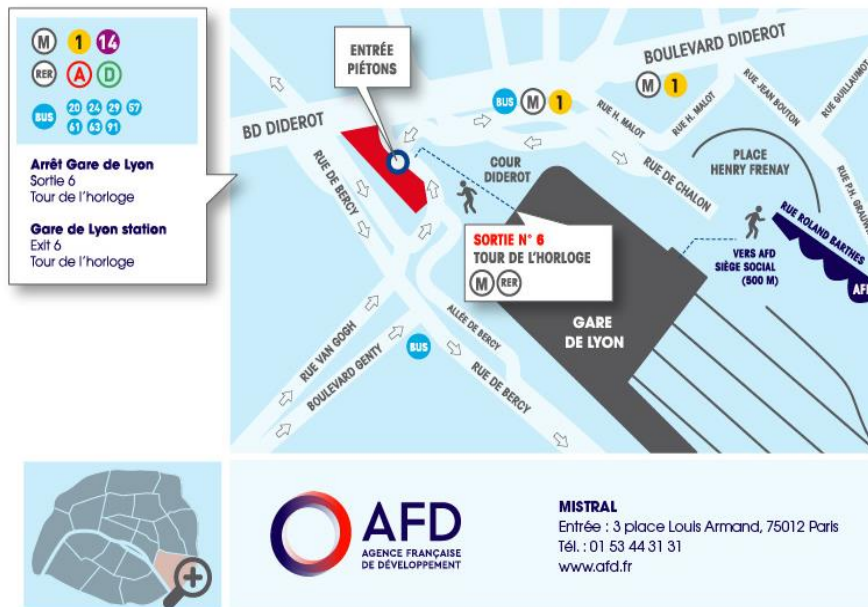 M 1 14
RER A D
BUS 20 24 29 57
61 63 91
Arrêt Gare de Lyon
Sortie 6
Tour de l'horloge
Gare de Lyon station
Exit 6
Tour de l'horloge
ENTRÉE
PIÉTONS
BOULEVARD DIDEROT
M 1
BUS M 1
BD DIDEROT
RUE DE BERCY
COUR
DIDEROT
RUE H. MALOT
RUE H. MALOT
RUE JEAN BOUTON
RUE GUILLAUMOT
RUE DE CHALON
PLACE
HENRY FRENAY
RUE ROLAND BARTHES
VERS AFD
SIÈGE SOCIAL
(500 M)
SORTIE N° 6
TOUR DE L'HORLOGE
M RER
GARE
DE LYON
ALLÉE DE BERCY
RUE VAN GOGH
BOULEVARD GENTY
BUS
RUE DE BERCY
AFD
AGENCE FRANÇAISE
DE DÉVELOPPEMENT
MISTRAL
Entrée : 3 place Louis Armand, 75012 Paris
Tél. : 01 53 44 31 31
www.afd.fr